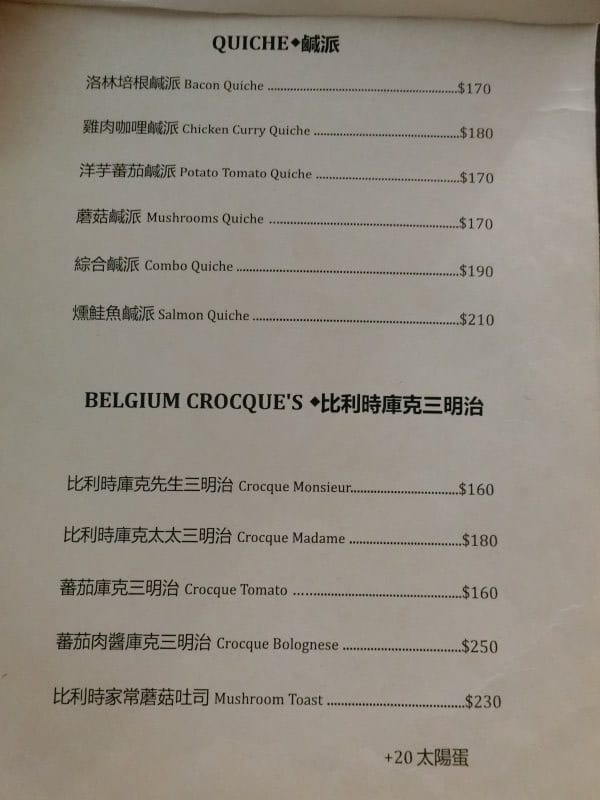 QUICHE◆鹹派
洛林培根鹹派 Bacon Quiche ........................................................$170
雞肉咖哩鹹派 Chicken Curry Quiche ..........................................$180
洋芋蕃茄鹹派 Potato Tomato Quiche ..........................................$170
蘑菇鹹派 Mushrooms Quiche ......................................................$170
綜合鹹派 Combo Quiche ................................................................$190
燻鮭魚鹹派 Salmon Quiche ............................................................$210
BELGIUM CROCQUE'S ◆比利時庫克三明治
比利時庫克先生三明治 Crocque Monsieur..............................$160
比利時庫克太太三明治 Crocque Madame ................................$180
蕃茄庫克三明治 Crocque Tomato ................................................$160
蕃茄肉醬庫克三明治 Crocque Bolognese ..................................$250
比利時家常蘑菇吐司 Mushroom Toast ......................................$230
+20 太陽蛋